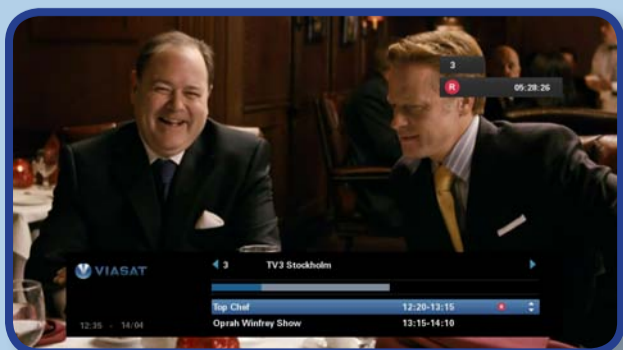 3
R 05:28:26
VIASAT
3 TV3 Stockholm
Top Chef 12:20-13:15 R
Oprah Winfrey Show 13:15-14:10
12:35 - 14/04